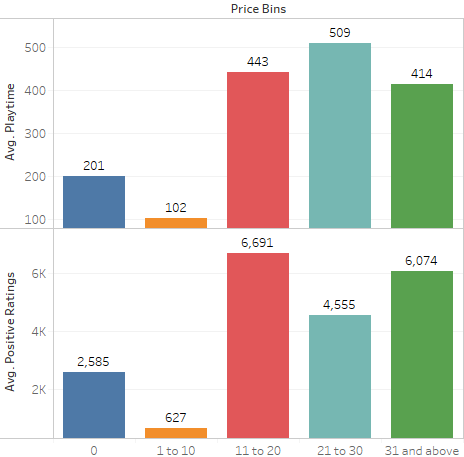 Price Bins
Avg. Playtime
500
400
300
200
100
201
102
443
509
414
Avg. Positive Ratings
6K
4K
2K
2,585
627
6,691
4,555
6,074
0
1 to 10
11 to 20
21 to 30
31 and above